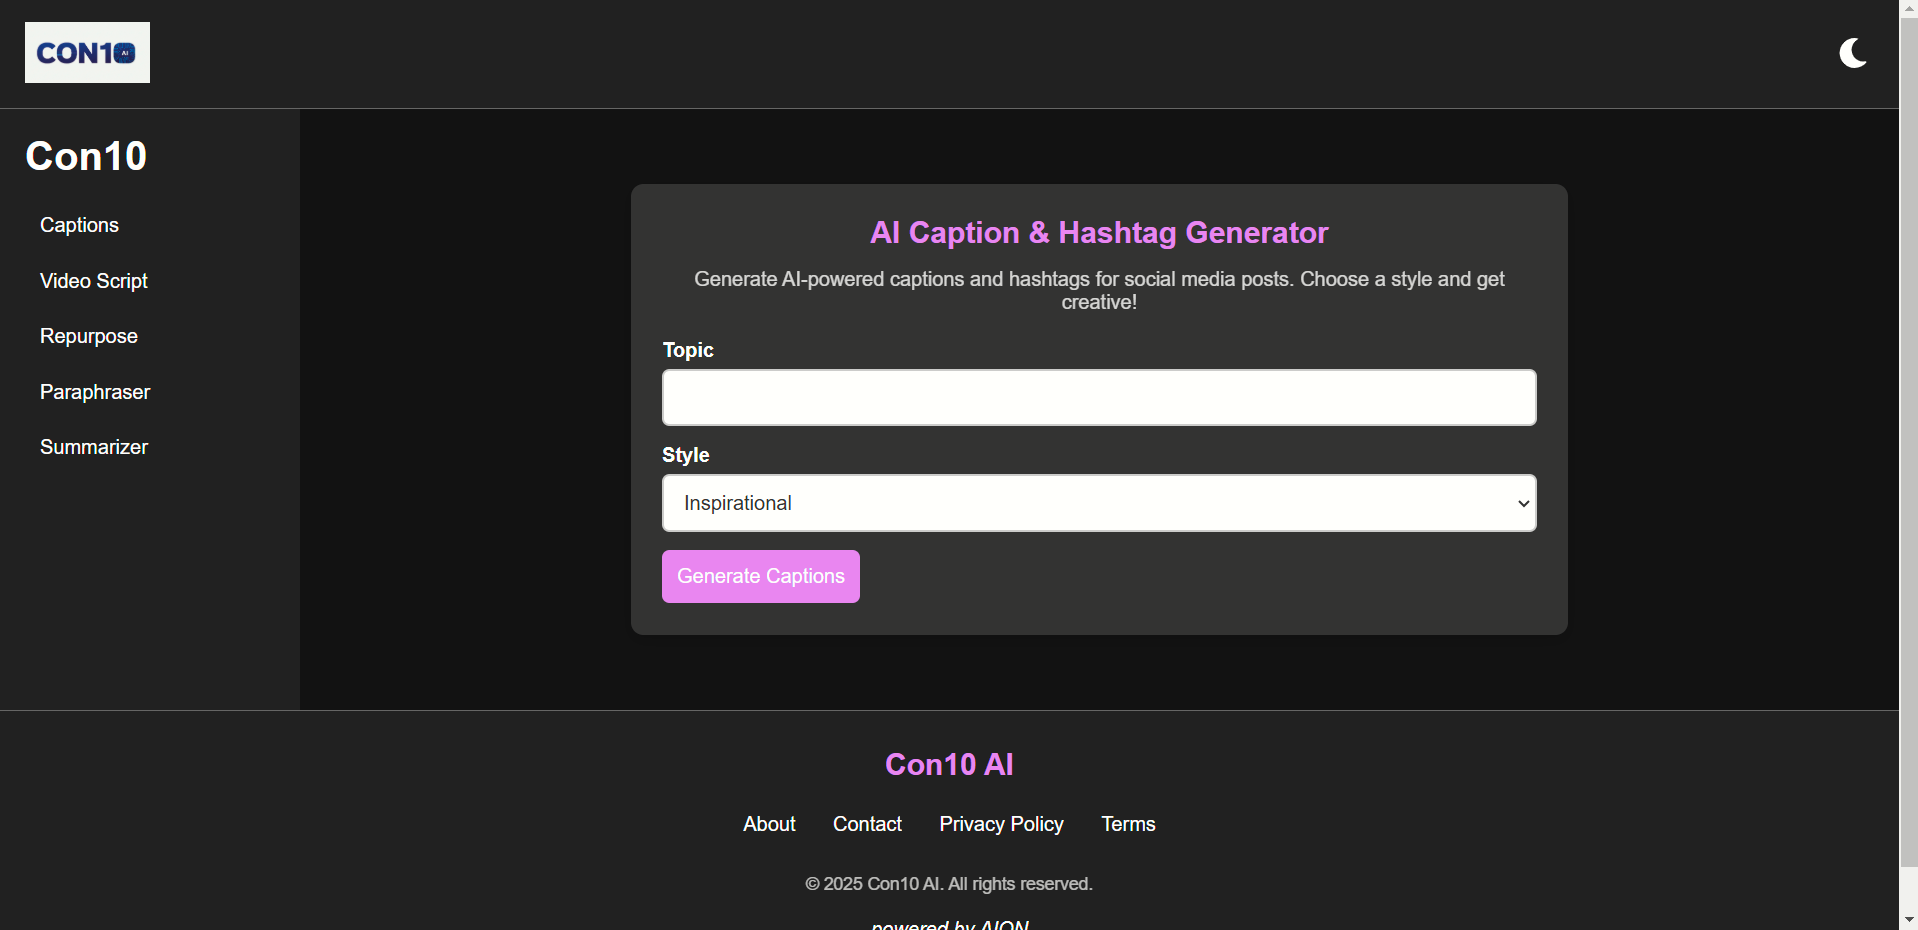 CON10 AI
Con10
Captions
Video Script
Repurpose
Paraphraser
Summarizer
AI Caption & Hashtag Generator
Generate AI-powered captions and hashtags for social media posts. Choose a style and get
creative!
Topic
Style
Inspirational
Generate Captions
Con10 AI
About Contact Privacy Policy Terms
© 2025 Con10 AI. All rights reserved.
powered by AION